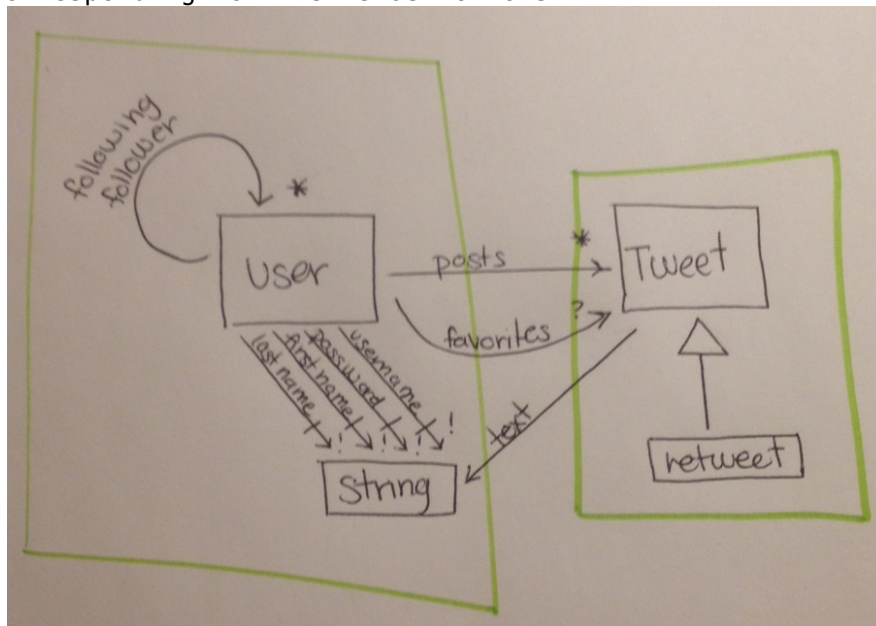 following
follower
*
User
posts
*
Tweet
favorites
?
last name
!
first name
!
password
!
username
!
text
String
retweet